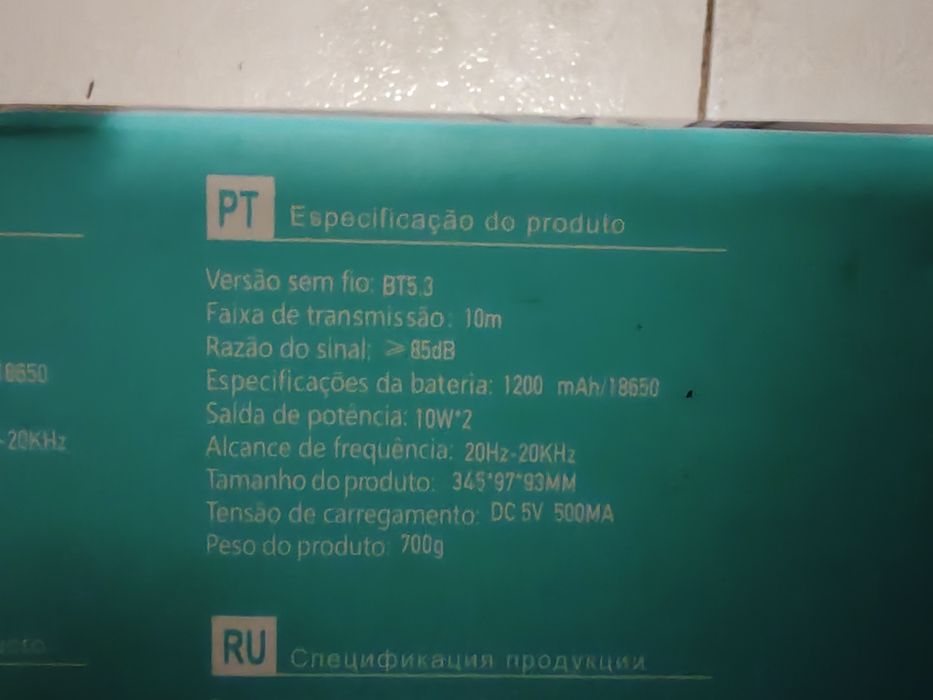 PT Especificação do produto
Versão sem fio: BT5.3
Faixa de transmissão: 10m
Razão do sinal: ⩾85dB
Especificações da bateria: 1200 mAh/18650
Saída de potência: 10W*2
Alcance de frequência: 20Hz-20KHz
Tamanho do produto: 345*97*93MM
Tensão de carregamento: DC 5V 500MA
Peso do produto: 700g
18650
-20KHz
RU Спецификация продукции